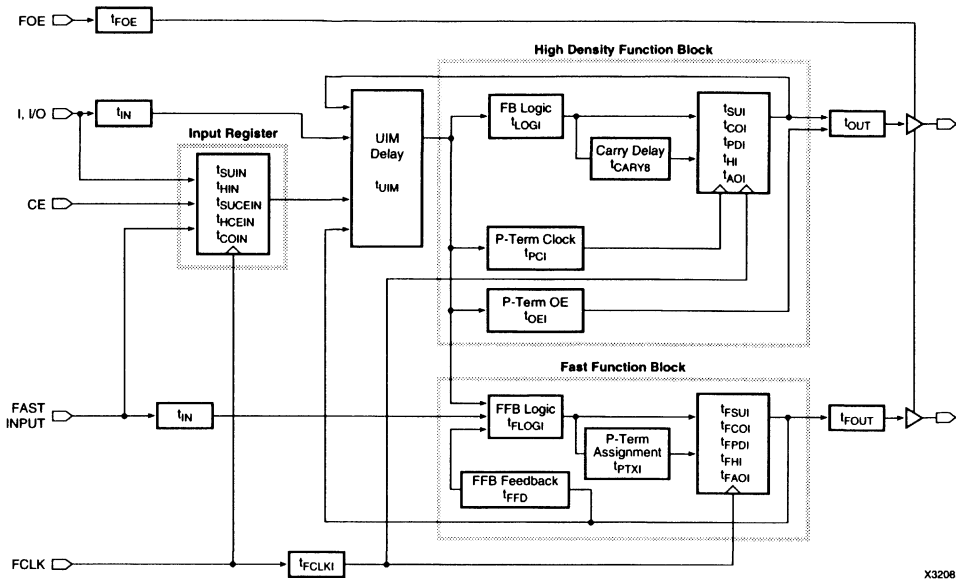 FOE
tFOE
High Density Function Block
I, I/O
tIN
Input Register
tSUIN
tHIN
tSUCEIN
tHCEIN
tCOIN
CE
UIM
Delay
tUIM
FB Logic
tLOGI
Carry Delay
tCARY8
tSUI
tCOI
tPDI
tHI
tAOI
tOUT
P-Term Clock
tPCI
P-Term OE
tOEI
Fast Function Block
FAST
INPUT
tIN
FFB Logic
tFLOGI
P-Term
Assignment
tPTXI
tFSUI
tFCOI
tFPDI
tFHI
tFAOI
tFOUT
FFB Feedback
tFFD
FCLK
tFCLKI
X3208